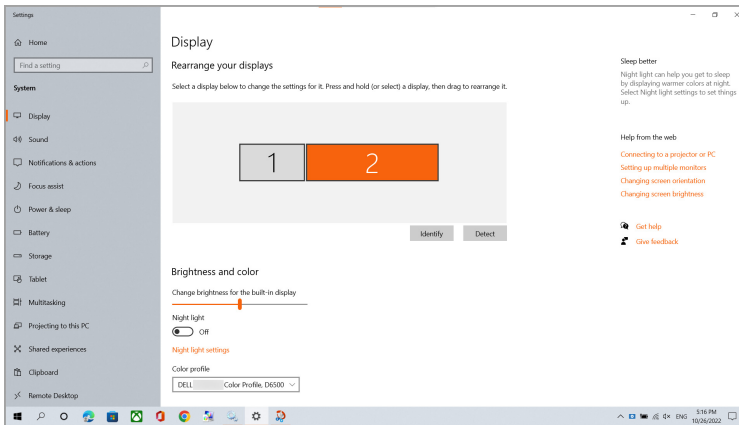 Settings
Home
Find a setting
System
Display
Sound
Notifications & actions
Focus assist
Power & sleep
Battery
Storage
Tablet
Multitasking
Projecting to this PC
Shared experiences
Clipboard
Remote Desktop
Display
Rearrange your displays
Select a display below to change the settings for it. Press and hold (or select) a display, then drag to rearrange it.
1 2
Identify Detect
Brightness and color
Change brightness for the built-in display
Night light
Off
Night light settings
Color profile
DELL Color Profile, D6500
Sleep better
Night light can help you get to sleep
by displaying warmer colors at night.
Select Night light settings to set things
up.
Help from the web
Connecting to a projector or PC
Setting up multiple monitors
Changing screen orientation
Changing screen brightness
Get help
Give feedback
ENG
5:16 PM
10/26/2022